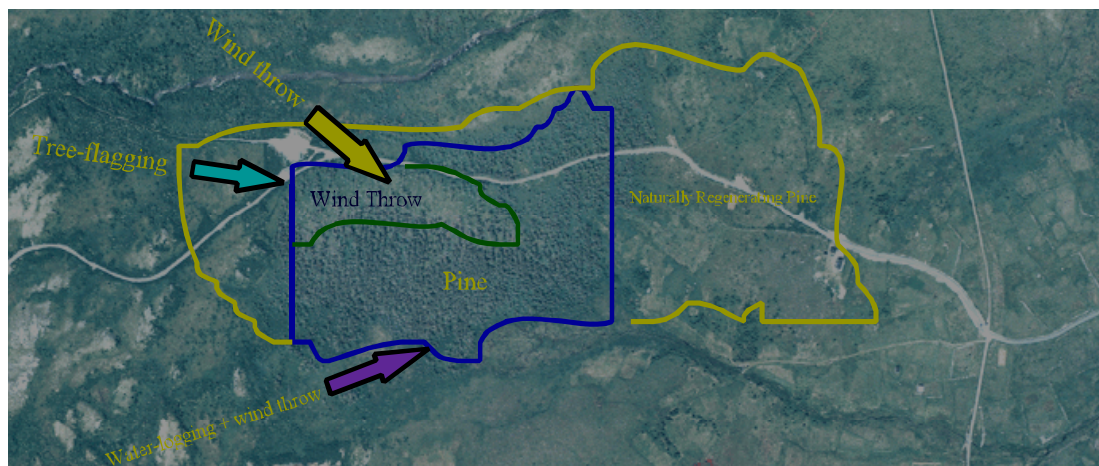 Wind throw
Tree-flagging
Wind Throw
Naturally Regenerating Pine
Pine
Water-logging + wind throw